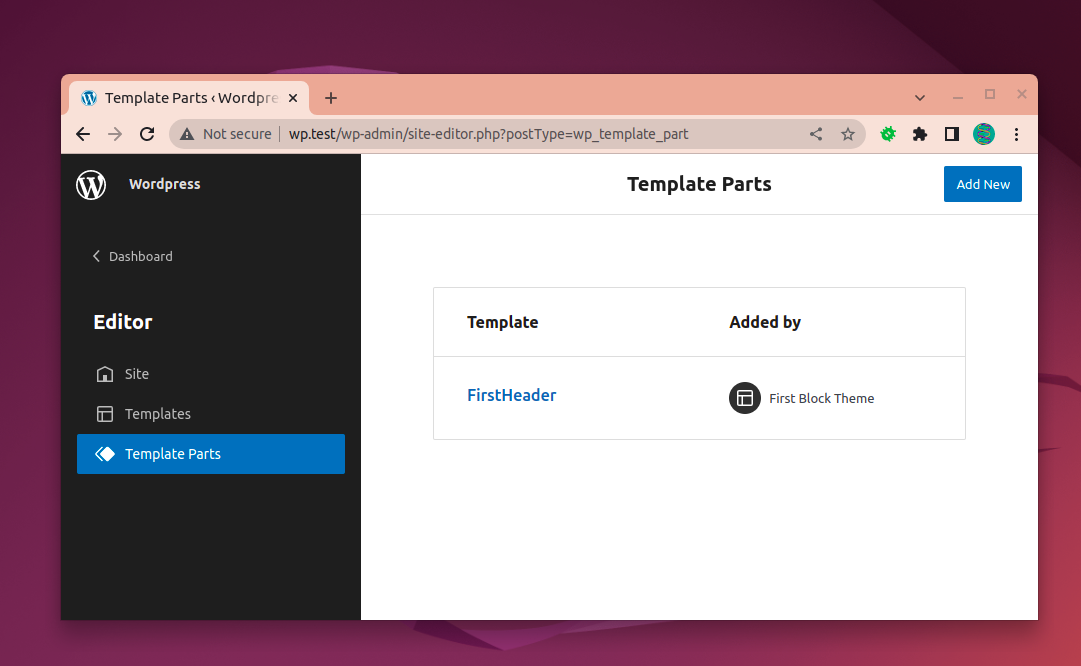 Template Parts ‹ Wordpre
Not secure | wp.test/wp-admin/site-editor.php?postType=wp_template_part
Wordpress
Template Parts
Add New
Dashboard
Editor
Site
Templates
Template Parts
Template
Added by
FirstHeader
First Block Theme